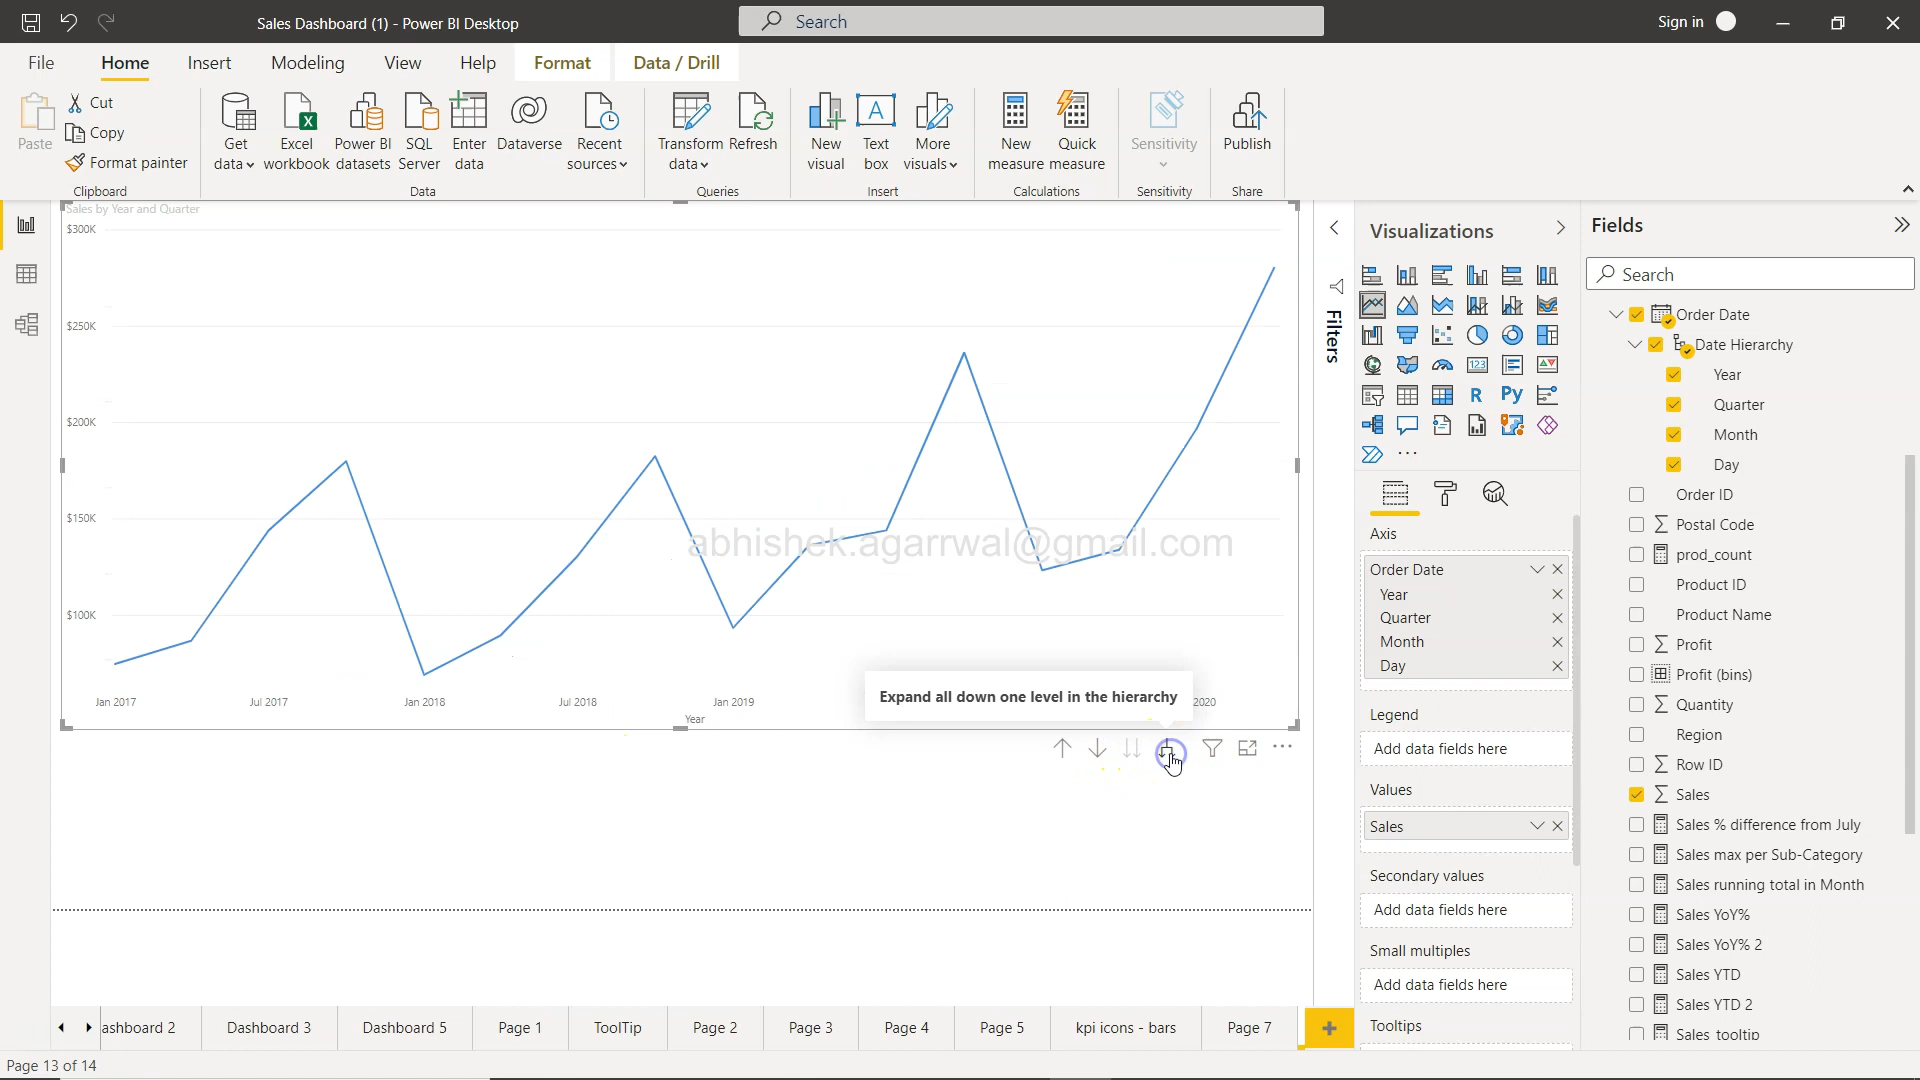 Sales Dashboard (1) - Power BI Desktop
Search
Sign in
File Home Insert Modeling View Help Format Data / Drill
Paste
Cut
Copy
Format painter
Clipboard
Get data
Excel workbook
Power BI datasets
SQL Server
Enter data
Dataverse
Recent sources
Data
Transform data
Refresh
Queries
New visual
Text box
More visuals
Insert
New measure
Quick measure
Calculations
Sensitivity
Sensitivity
Publish
Share
Sales by Year and Quarter
$300K
$250K
$200K
$150K
$100K
abhishek.agarrwal@gmail.com
Jan 2017 Jul 2017 Jan 2018 Jul 2018 Jan 2019 2020
Year
Expand all down one level in the hierarchy
Filters
Visualizations
R
Py
123
Axis
Order Date
Year
Quarter
Month
Day
Legend
Add data fields here
Values
Sales
Secondary values
Add data fields here
Small multiples
Add data fields here
Tooltips
Fields
Search
Order Date
Date Hierarchy
Year
Quarter
Month
Day
Order ID
Postal Code
prod_count
Product ID
Product Name
Profit
Profit (bins)
Quantity
Region
Row ID
Sales
Sales % difference from July
Sales max per Sub-Category
Sales running total in Month
Sales YoY%
Sales YoY% 2
Sales YTD
Sales YTD 2
Sales tooltip
ashboard 2 Dashboard 3 Dashboard 5 Page 1 ToolTip Page 2 Page 3 Page 4 Page 5 kpi icons - bars Page 7
Page 13 of 14